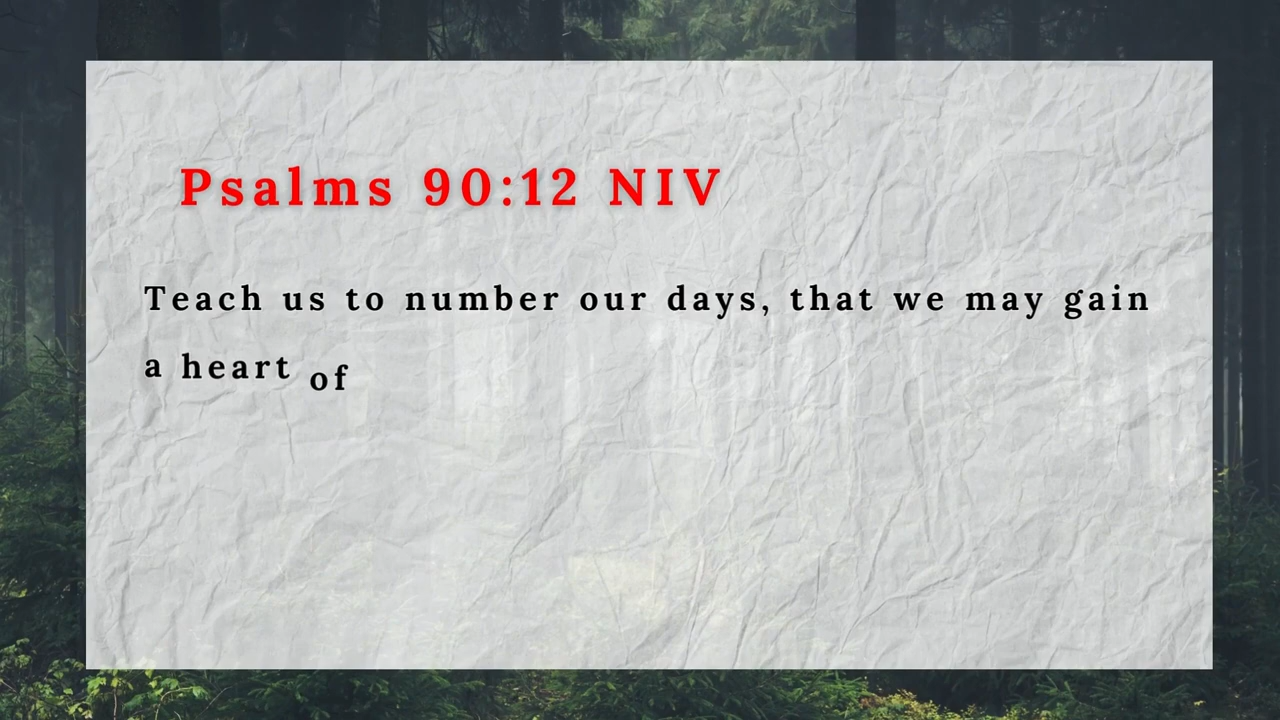 Psalms 90:12 NIV
Teach us to number our days, that we may gain
a heart of